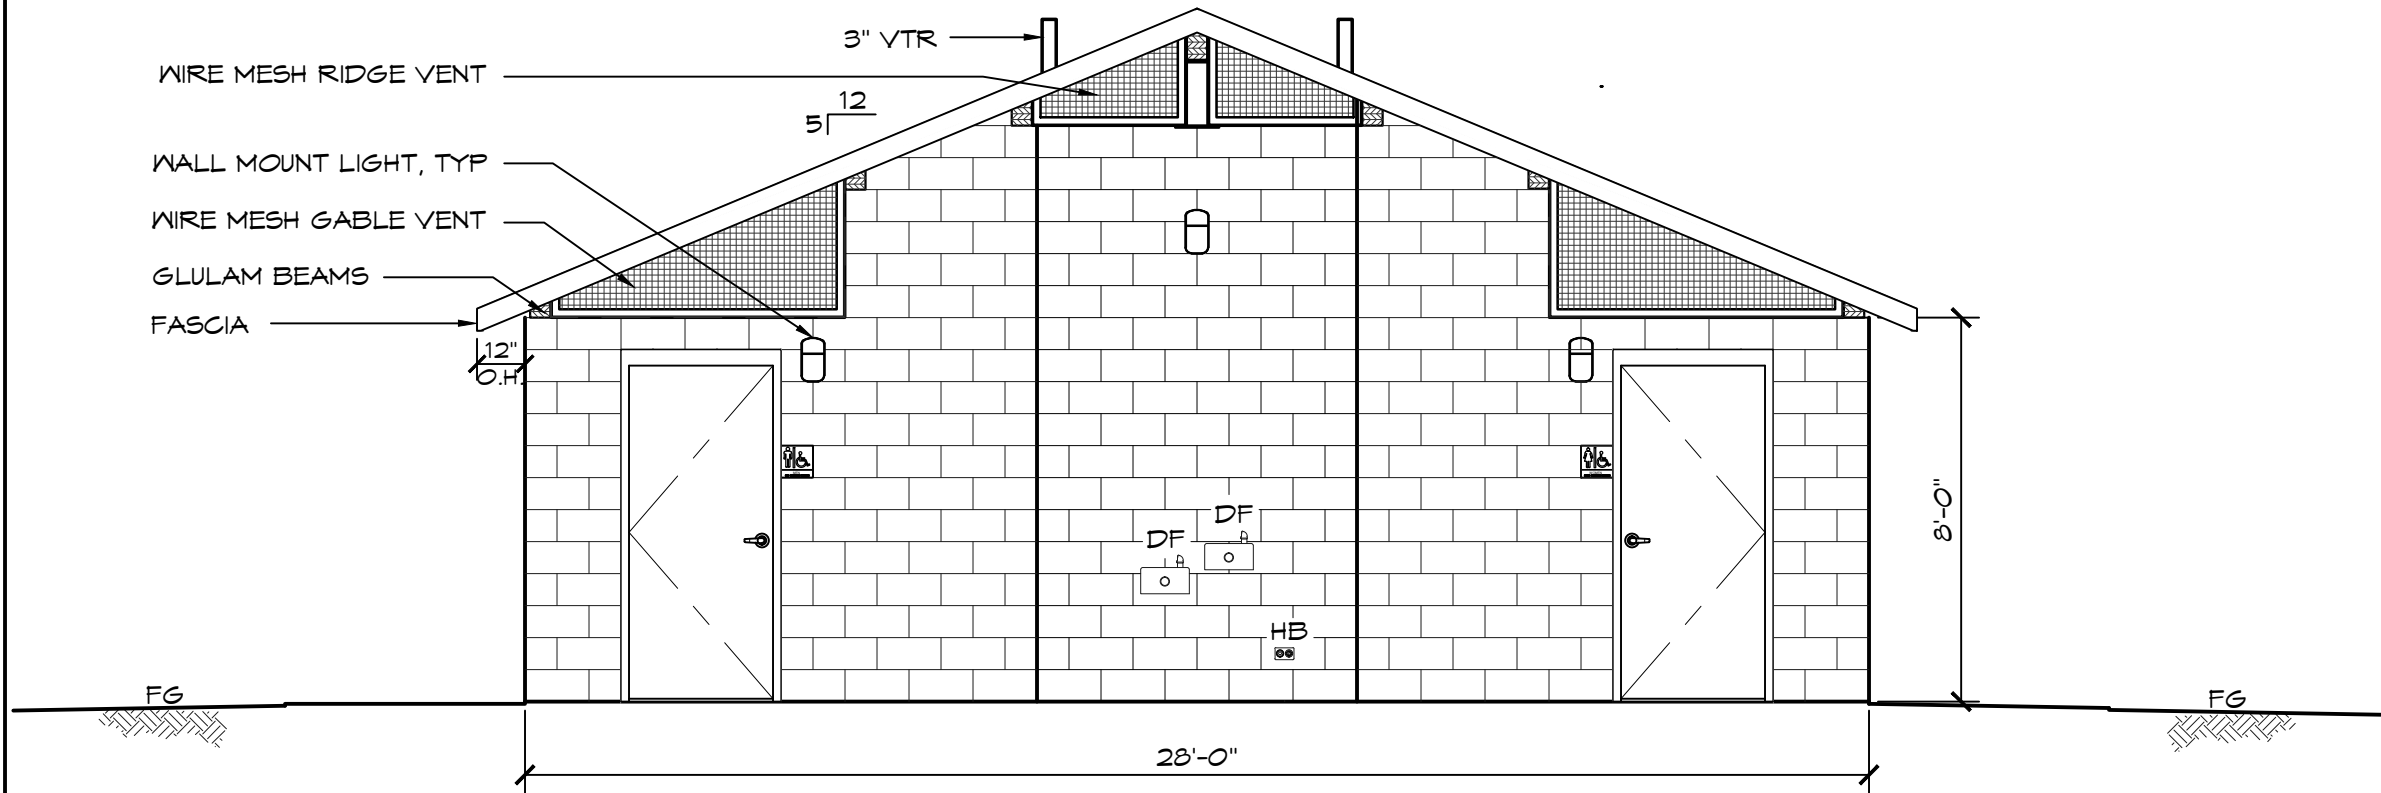 3" VTR
WIRE MESH RIDGE VENT
12
5
WALL MOUNT LIGHT, TYP
WIRE MESH GABLE VENT
GLULAM BEAMS
FASCIA
12"
O.H.
DF
DF
8'-0"
HB
FG
FG
28'-0"